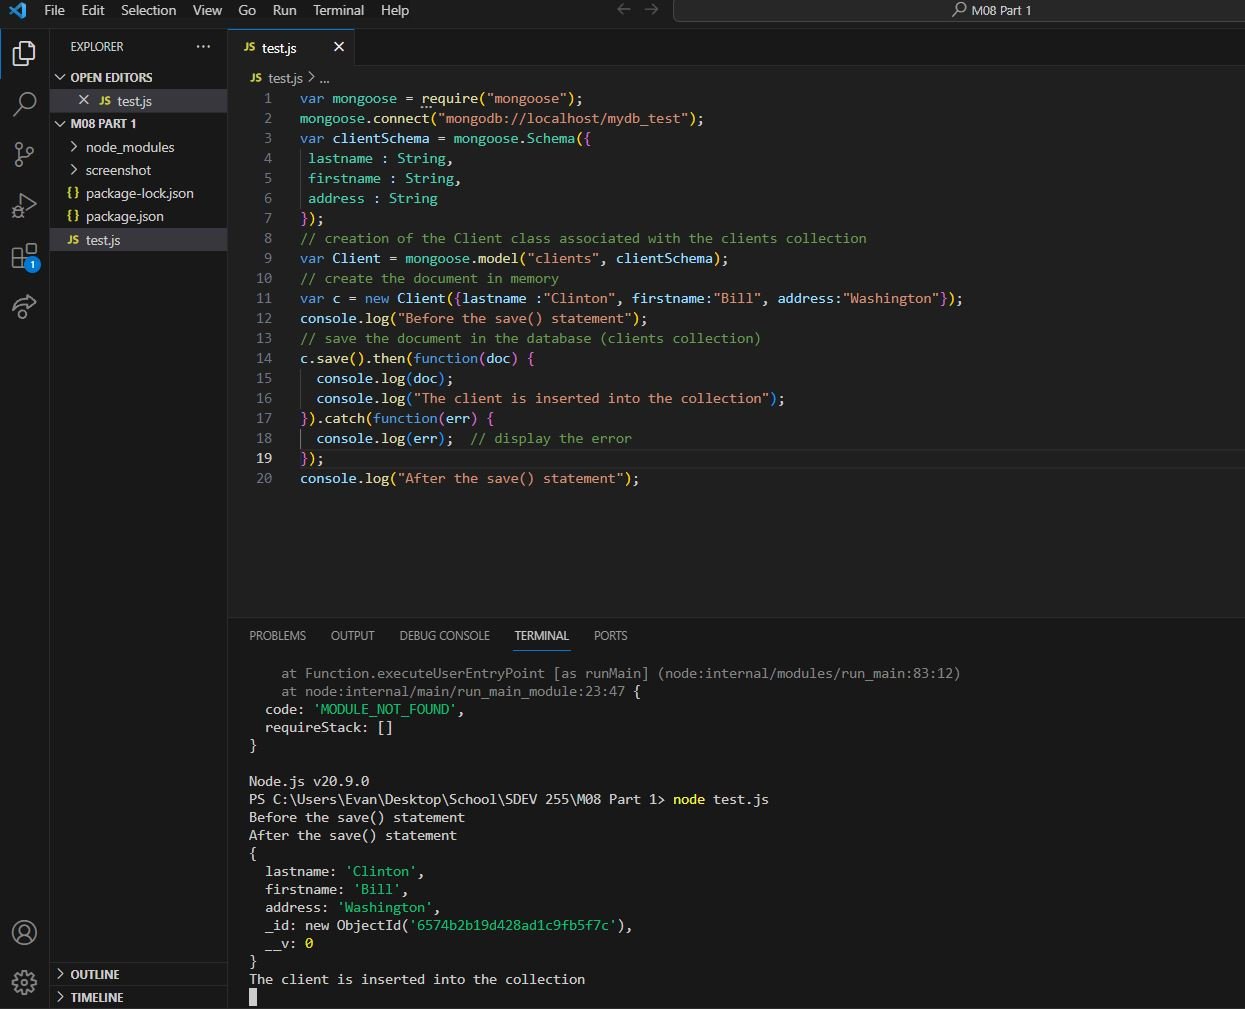 File Edit Selection View Go Run Terminal Help
M08 Part 1
EXPLORER
OPEN EDITORS
JS test.js
M08 PART 1
node_modules
screenshot
{} package-lock.json
{} package.json
JS test.js
1
OUTLINE
TIMELINE
JS test.js
JS test.js > ...
1 var mongoose = require("mongoose");
2 mongoose.connect("mongodb://localhost/mydb_test");
3 var clientSchema = mongoose.Schema({
4 lastname : String,
5 firstname : String,
6 address : String
7 });
8 // creation of the Client class associated with the clients collection
9 var Client = mongoose.model("clients", clientSchema);
10 // create the document in memory
11 var c = new Client({lastname :"Clinton", firstname:"Bill", address:"Washington"});
12 console.log("Before the save() statement");
13 // save the document in the database (clients collection)
14 c.save().then(function(doc) {
15 console.log(doc);
16 console.log("The client is inserted into the collection");
17 }).catch(function(err) {
18 console.log(err);  // display the error
19 });
20 console.log("After the save() statement");
PROBLEMS OUTPUT DEBUG CONSOLE TERMINAL PORTS
at Function.executeUserEntryPoint [as runMain] (node:internal/modules/run_main:83:12)
at node:internal/main/run_main_module:23:47 {
code: 'MODULE_NOT_FOUND',
requireStack: []
}
Node.js v20.9.0
PS C:\Users\Evan\Desktop\School\SDEV 255\M08 Part 1> node test.js
Before the save() statement
After the save() statement
{
lastname: 'Clinton',
firstname: 'Bill',
address: 'Washington',
_id: new ObjectId('6574b2b19d428ad1c9fb5f7c'),
__v: 0
}
The client is inserted into the collection